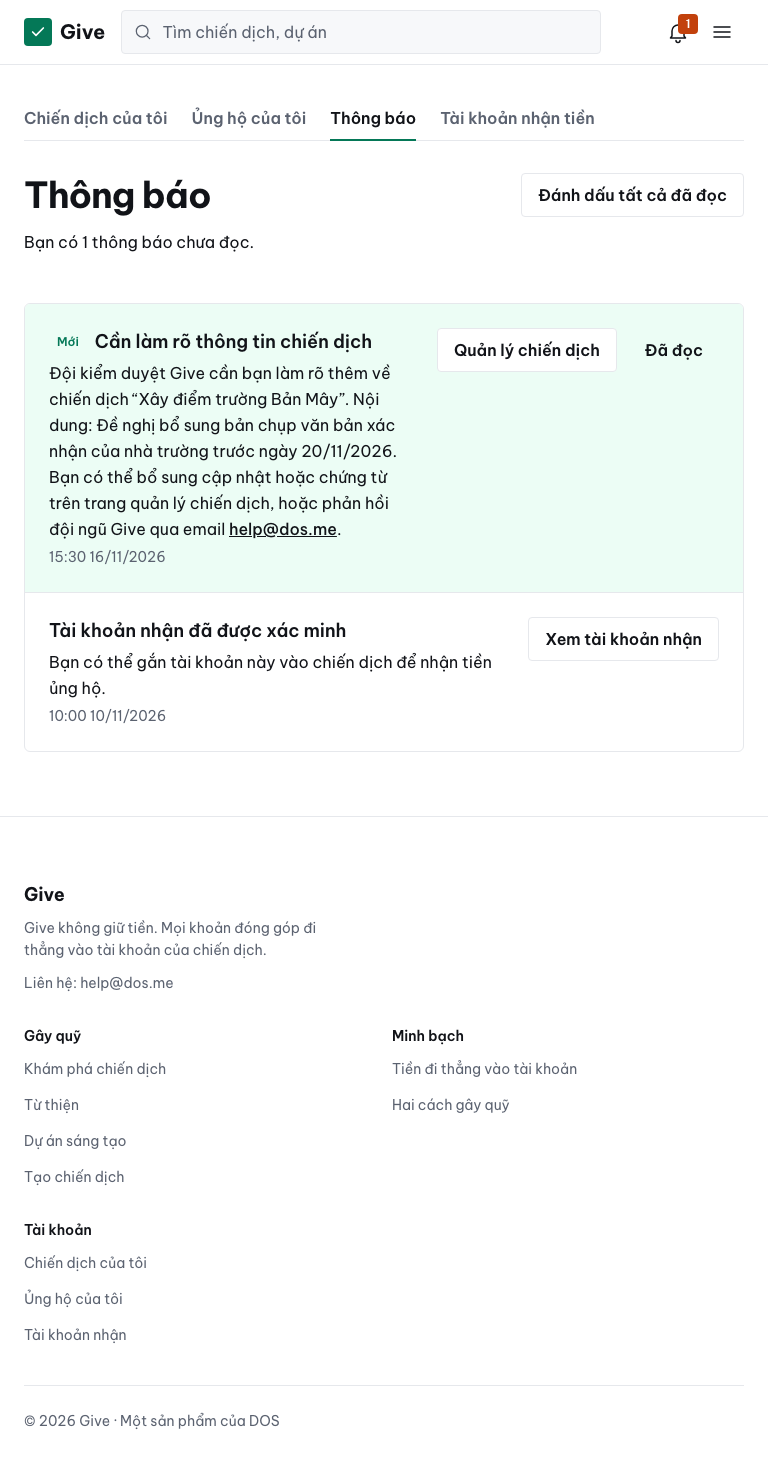 Give
Tìm chiến dịch, dự án
1
Chiến dịch của tôi
Ủng hộ của tôi
Thông báo
Tài khoản nhận tiền
Thông báo
Đánh dấu tất cả đã đọc
Bạn có 1 thông báo chưa đọc.
Mới
Cần làm rõ thông tin chiến dịch
Quản lý chiến dịch
Đã đọc
Đội kiểm duyệt Give cần bạn làm rõ thêm về
chiến dịch “Xây điểm trường Bản Mây”. Nội
dung: Đề nghị bổ sung bản chụp văn bản xác
nhận của nhà trường trước ngày 20/11/2026.
Bạn có thể bổ sung cập nhật hoặc chứng từ
trên trang quản lý chiến dịch, hoặc phản hồi
đội ngũ Give qua email help@dos.me.
15:30 16/11/2026
Tài khoản nhận đã được xác minh
Xem tài khoản nhận
Bạn có thể gắn tài khoản này vào chiến dịch để nhận tiền
ủng hộ.
10:00 10/11/2026
Give
Give không giữ tiền. Mọi khoản đóng góp đi
thẳng vào tài khoản của chiến dịch.
Liên hệ: help@dos.me
Gây quỹ
Khám phá chiến dịch
Từ thiện
Dự án sáng tạo
Tạo chiến dịch
Minh bạch
Tiền đi thẳng vào tài khoản
Hai cách gây quỹ
Tài khoản
Chiến dịch của tôi
Ủng hộ của tôi
Tài khoản nhận
© 2026 Give · Một sản phẩm của DOS